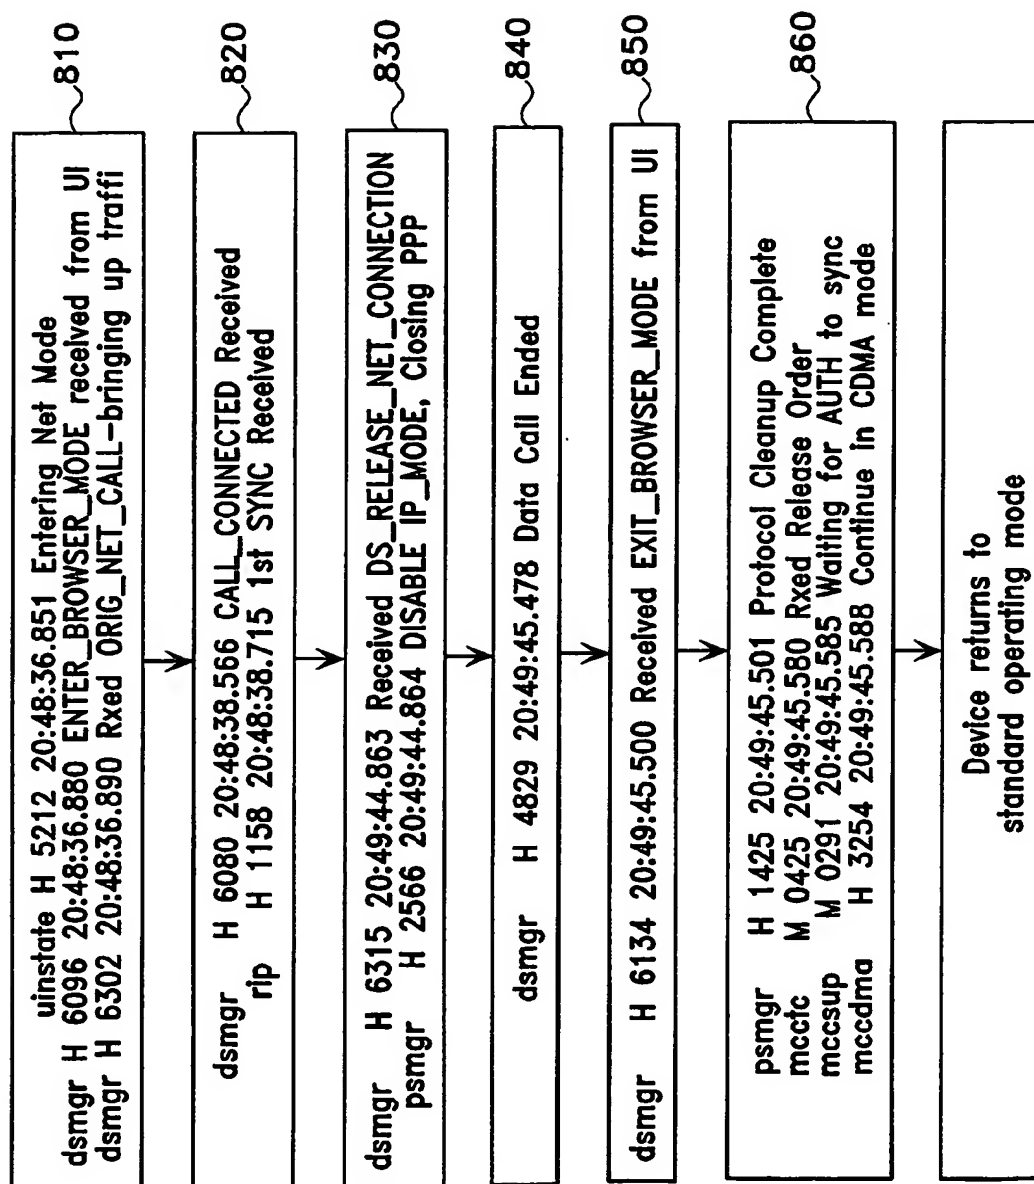 uinstate H 5212 20:48:36.851 Entering Net Mode
dsmgr H 6096 20:48:36.880 ENTER_BROWSER_MODE received from UI
dsmgr H 6302 20:48:36.890 Rxed ORIG_NET_CALL-bringing up traffi
810
dsmgr H 6080 20:48:38.566 CALL_CONNECTED Received
rlp H 1158 20:48:38.715 1st SYNC Received
820
dsmgr H 6315 20:49:44.863 Received DS_RELEASE_NET_CONNECTION
psmgr H 2566 20:49:44.864 DISABLE IP_MODE, Closing PPP
830
dsmgr H 4829 20:49:45.478 Data Call Ended
840
dsmgr H 6134 20:49:45.500 Received EXIT_BROWSER_MODE from UI
850
psmgr H 1425 20:49:45.501 Protocol Cleanup Complete
mcctc M 0425 20:49:45.580 Rxed Release Order
mccsup M 0291 20:49:45.585 Waiting for AUTH to sync
mccdma H 3254 20:49:45.588 Continue in CDMA mode
860
Device returns to
standard operating mode